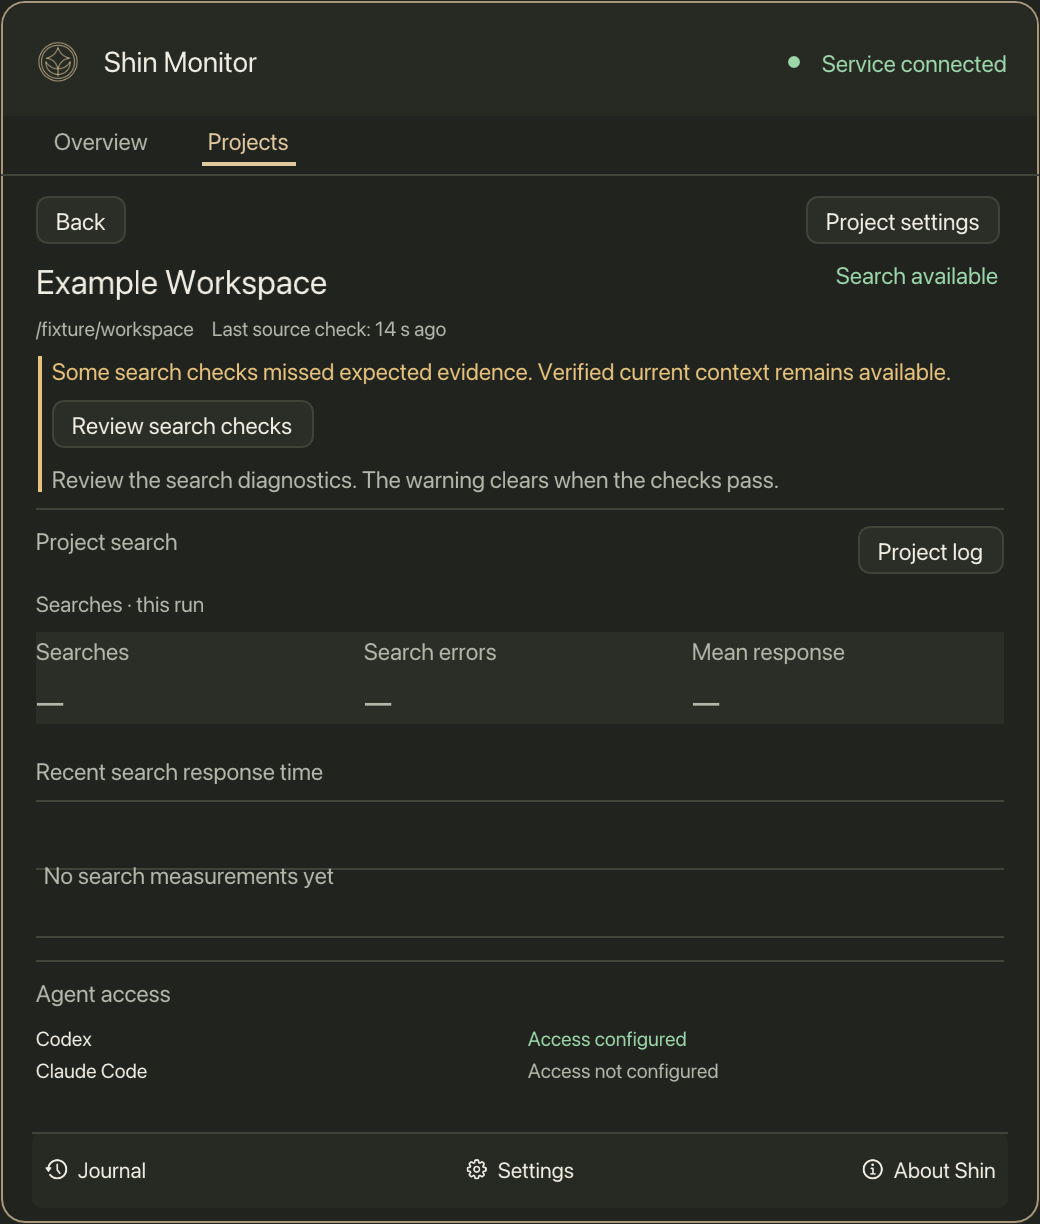 Shin Monitor
Service connected
Overview
Projects
Back
Project settings
Example Workspace
Search available
/fixture/workspace Last source check: 14 s ago
Some search checks missed expected evidence. Verified current context remains available.
Review search checks
Review the search diagnostics. The warning clears when the checks pass.
Project search
Project log
Searches · this run
Searches
Search errors
Mean response
—
—
—
Recent search response time
No search measurements yet
Agent access
Codex
Access configured
Claude Code
Access not configured
Journal
Settings
About Shin